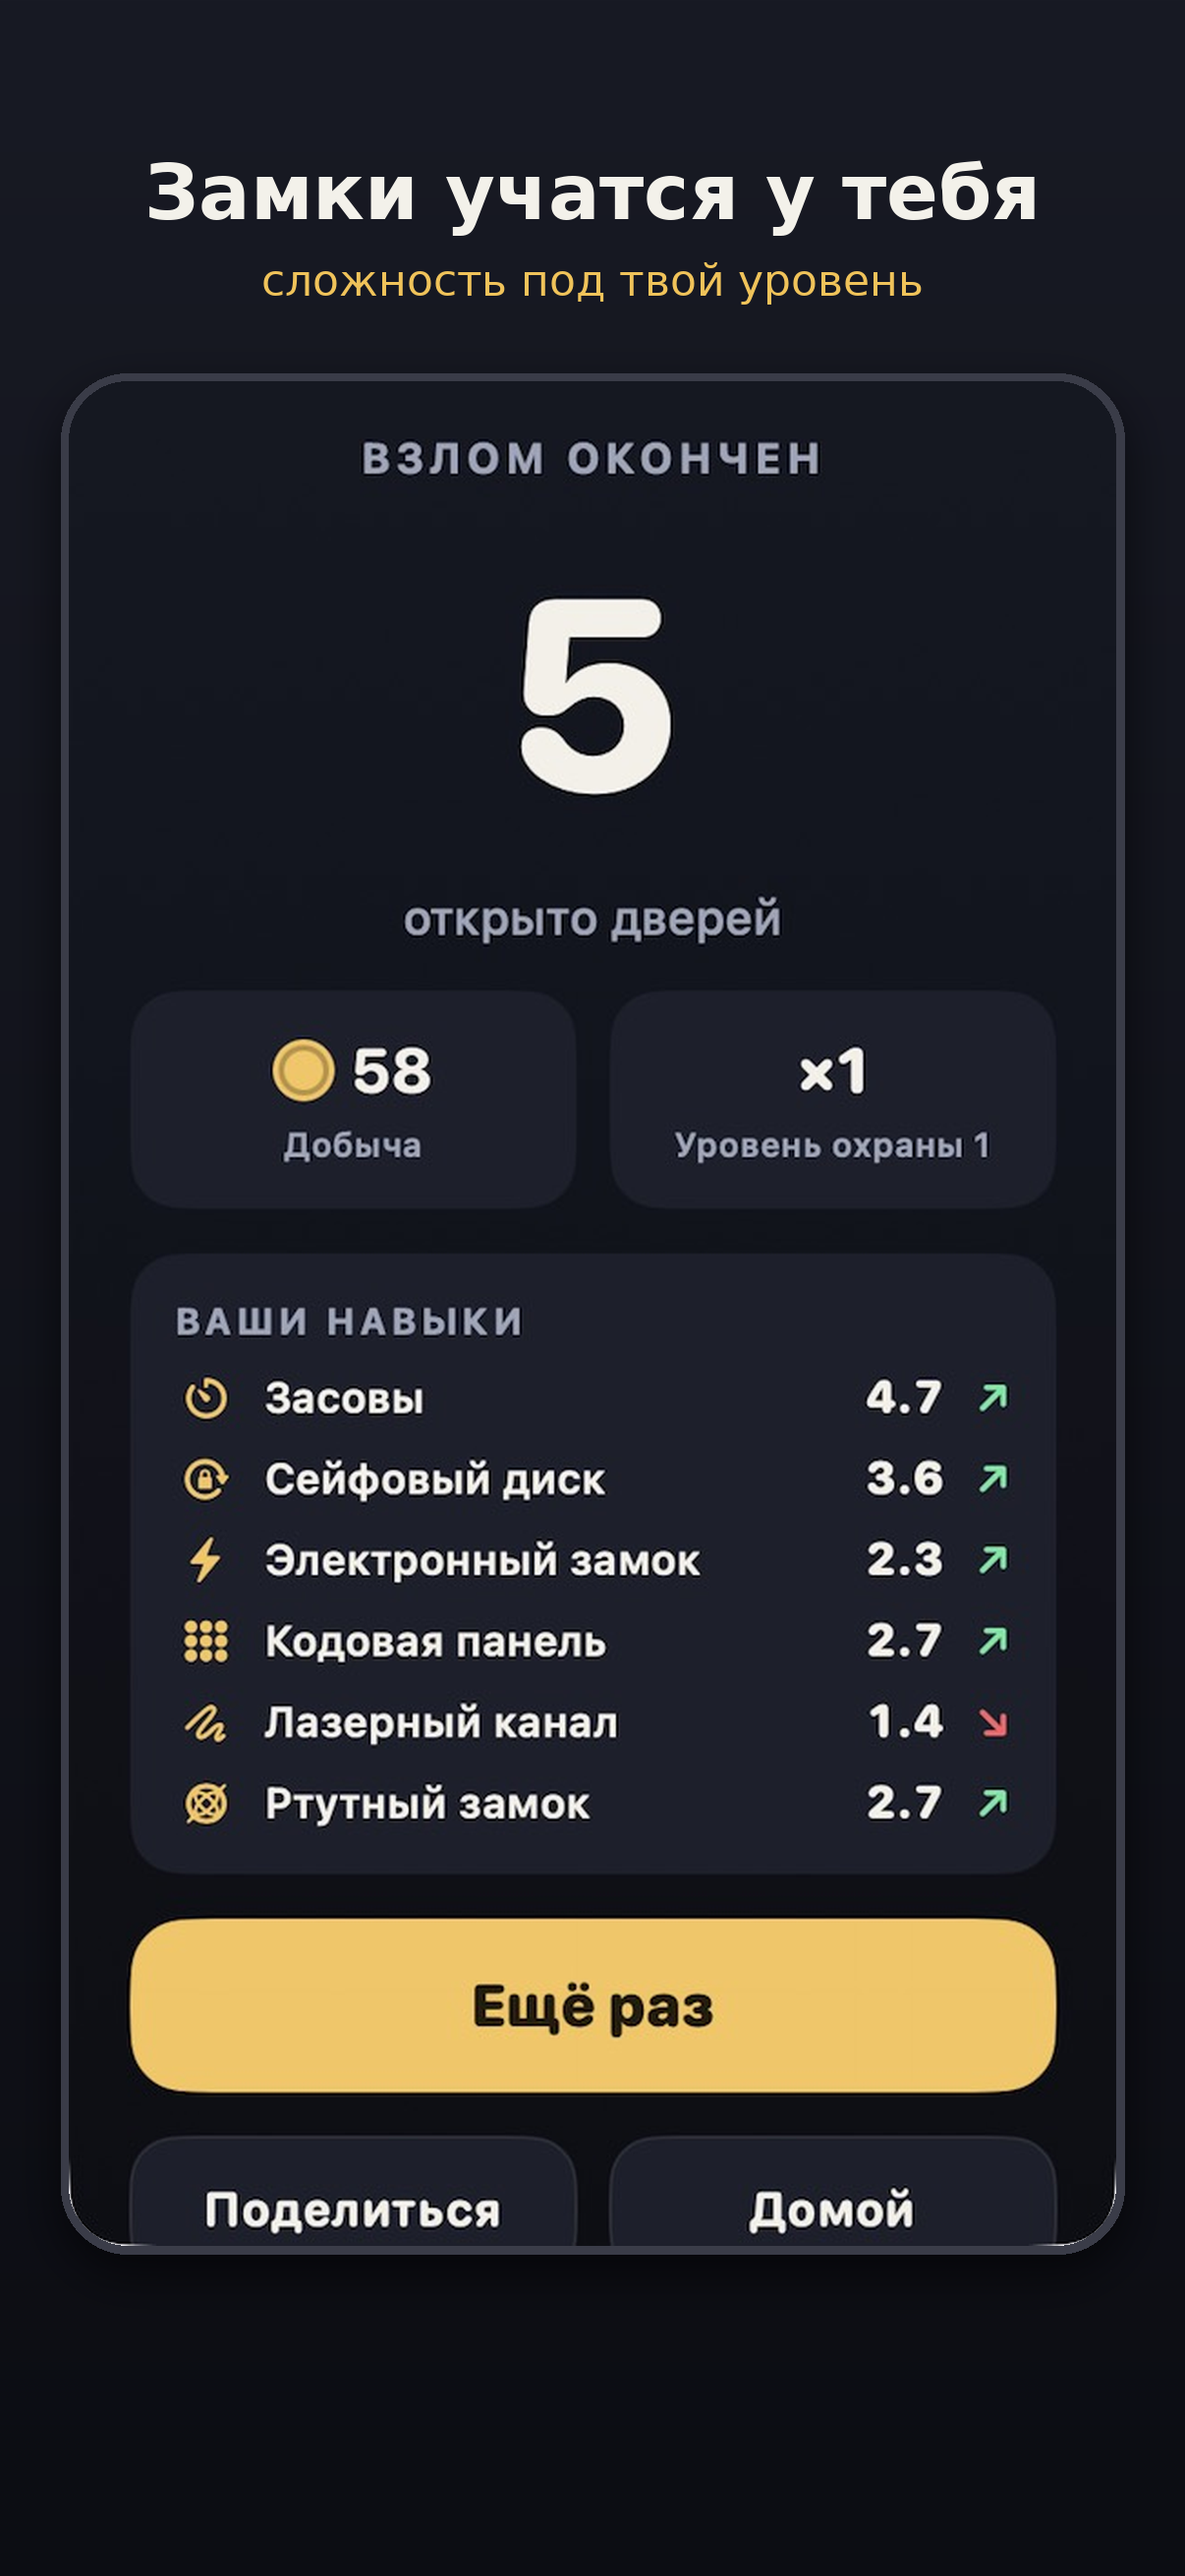 Замки учатся у тебя
сложность под твой уровень
ВЗЛОМ ОКОНЧЕН
5
открыто дверей
58
Добыча
×1
Уровень охраны 1
ВАШИ НАВЫКИ
Засовы 4.7
Сейфовый диск 3.6
Электронный замок 2.3
Кодовая панель 2.7
Лазерный канал 1.4
Ртутный замок 2.7
Ещё раз
Поделиться
Домой